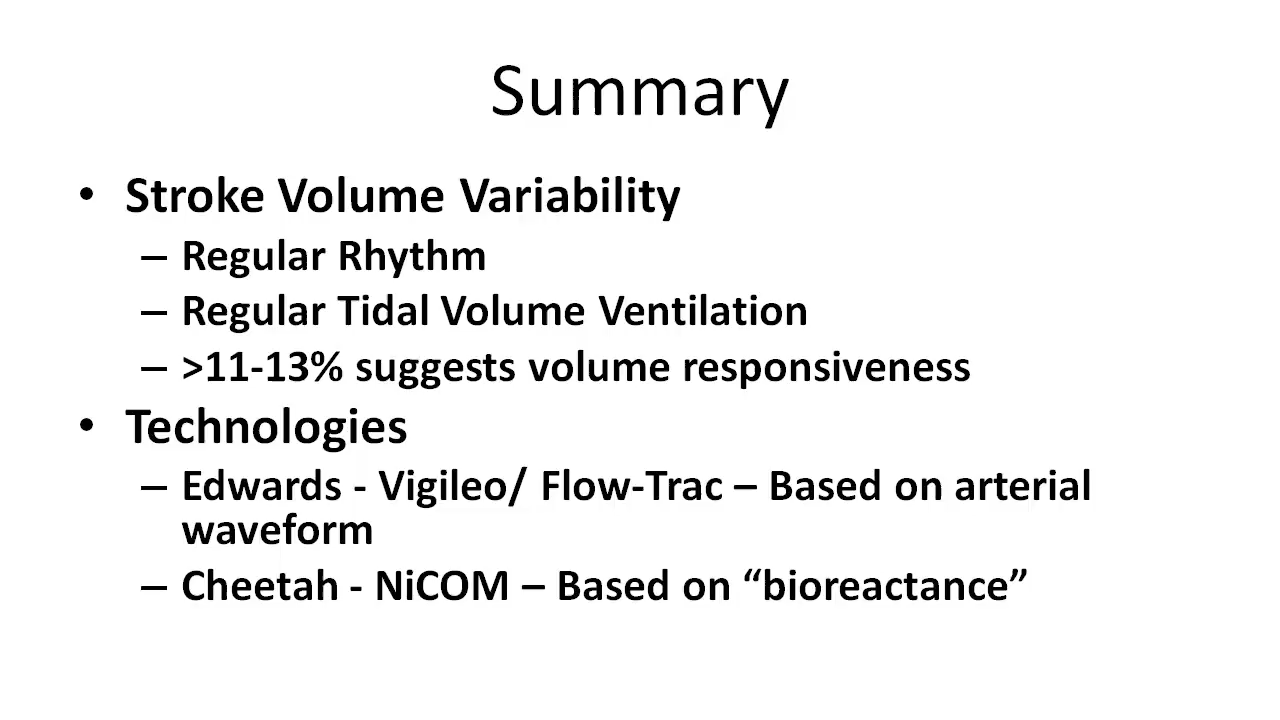 Summary
• Stroke Volume Variability
– Regular Rhythm
– Regular Tidal Volume Ventilation
– >11-13% suggests volume responsiveness
• Technologies
– Edwards - Vigileo/ Flow-Trac – Based on arterial
waveform
– Cheetah - NiCOM – Based on “bioreactance”